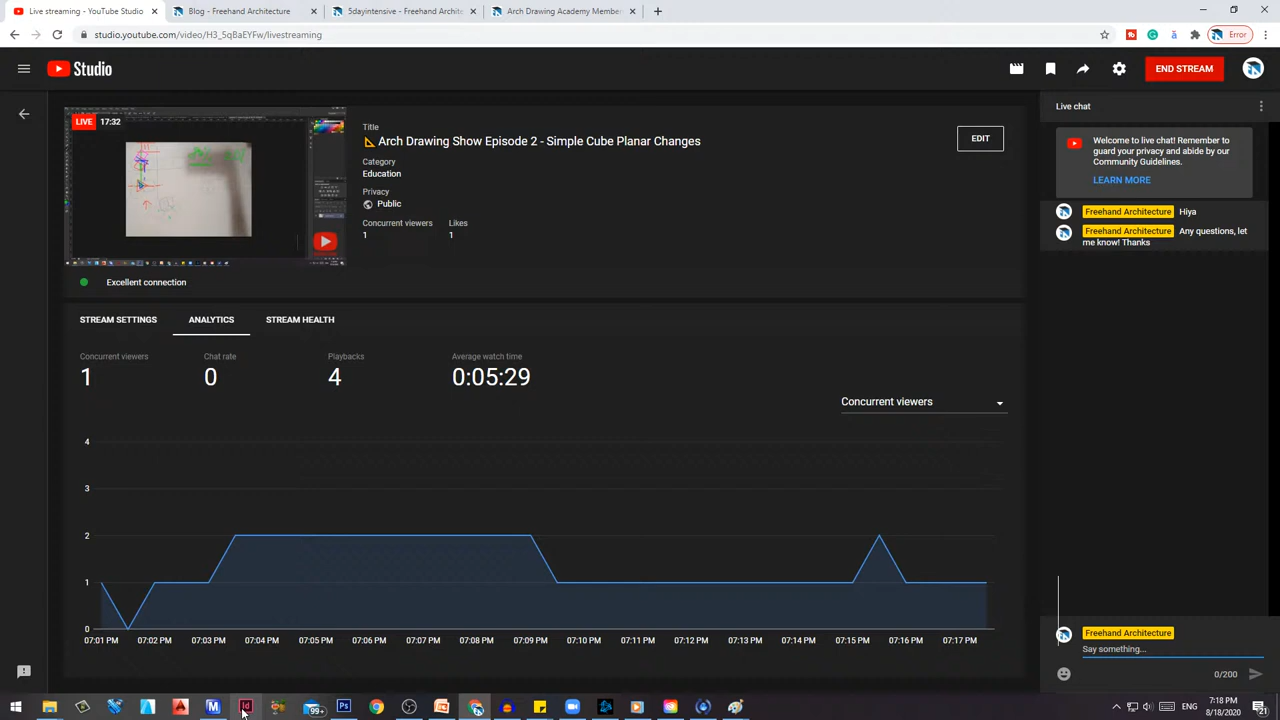 Live streaming - YouTube Studio
Blog - Freehand Architecture
5dayintensive - Freehand Archite
Arch Drawing Academy Member
studio.youtube.com/video/H3_5qBaEYFw/livestreaming
Error
Studio
END STREAM
LIVE 17:32
Title
Arch Drawing Show Episode 2 - Simple Cube Planar Changes
EDIT
Category
Education
Privacy
Public
Concurrent viewers Likes
1 1
Excellent connection
STREAM SETTINGS ANALYTICS STREAM HEALTH
Concurrent viewers Chat rate Playbacks Average watch time
1 0 4 0:05:29
Concurrent viewers
4
3
2
1
0
07:01 PM 07:02 PM 07:03 PM 07:04 PM 07:05 PM 07:06 PM 07:07 PM 07:08 PM 07:09 PM 07:10 PM 07:11 PM 07:12 PM 07:13 PM 07:14 PM 07:15 PM 07:16 PM 07:17 PM
Live chat
Welcome to live chat! Remember to
guard your privacy and abide by our
Community Guidelines.
LEARN MORE
Freehand Architecture Hiya
Freehand Architecture Any questions, let
me know! Thanks
Freehand Architecture
Say something...
0/200
99+
Id
Ps
7:18 PM
8/18/2020
21